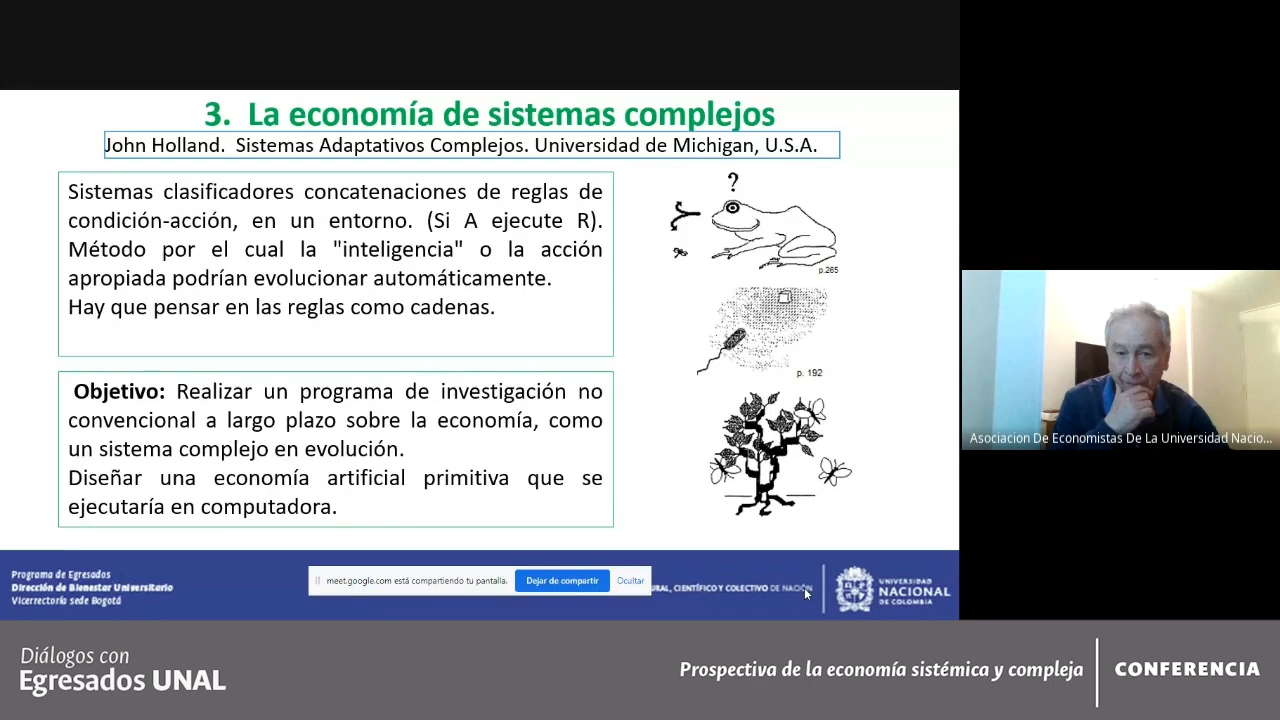 3. La economía de sistemas complejos
John Holland. Sistemas Adaptativos Complejos. Universidad de Michigan, U.S.A.
Sistemas clasificadores concatenaciones de reglas de
condición-acción, en un entorno. (Si A ejecute R).
Método por el cual la "inteligencia" o la acción
apropiada podrían evolucionar automáticamente.
Hay que pensar en las reglas como cadenas.
?
p.265
p. 192
Objetivo: Realizar un programa de investigación no
convencional a largo plazo sobre la economía, como
un sistema complejo en evolución.
Diseñar una economía artificial primitiva que se
ejecutaría en computadora.
Asociacion De Economistas De La Universidad Nacio...
Programa de Egresados
Dirección de Bienestar Universitario
Vicerrectoría sede Bogotá
meet.google.com está compartiendo tu pantalla.
Dejar de compartir
Ocultar
RAL, CIENTÍFICO Y COLECTIVO DE NACIÓN
UNIVERSIDAD
NACIONAL
DE COLOMBIA
Diálogos con
Egresados UNAL
Prospectiva de la economía sistémica y compleja
CONFERENCIA